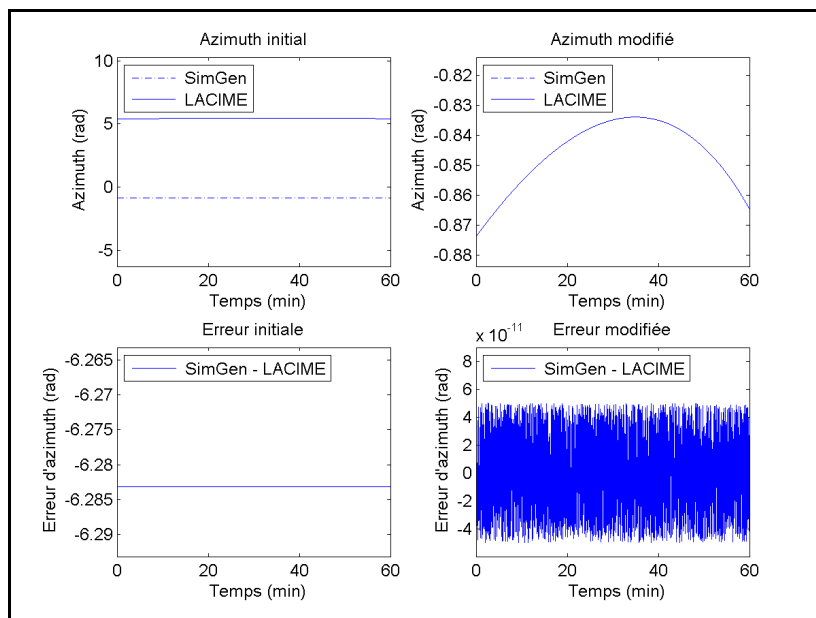 Azimuth initial
10
5
0
-5
Azimuth (rad)
SimGen
LACIME
0 20 40 60
Temps (min)
Azimuth modifié
-0.82
-0.83
-0.84
-0.85
-0.86
-0.87
-0.88
Azimuth (rad)
SimGen
LACIME
0 20 40 60
Temps (min)
Erreur initiale
-6.265
-6.27
-6.275
-6.28
-6.285
-6.29
Erreur d'azimuth (rad)
SimGen - LACIME
0 20 40 60
Temps (min)
x 10-11
Erreur modifiée
8
6
4
2
0
-2
-4
Erreur d'azimuth (rad)
SimGen - LACIME
0 20 40 60
Temps (min)